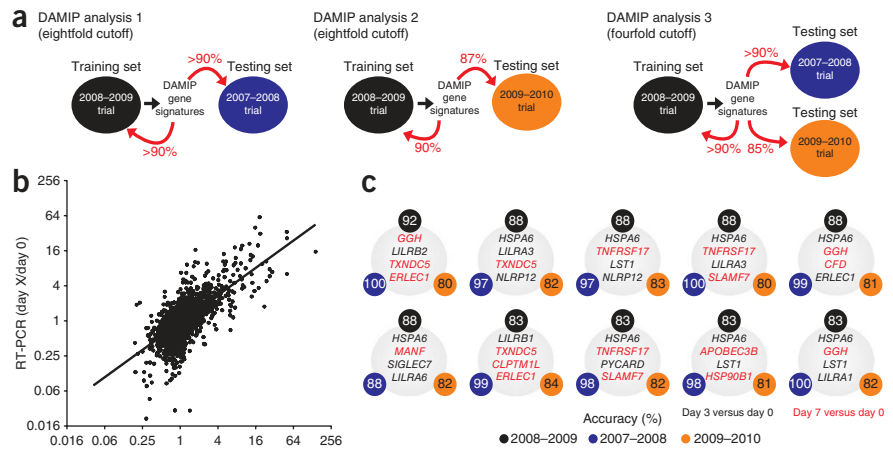 a
DAMIP analysis 1
(eightfold cutoff)
Training set
2008–2009
trial
>90%
DAMIP
gene
signatures
>90%
Testing set
2007–2008
trial
DAMIP analysis 2
(eightfold cutoff)
Training set
2008–2009
trial
87%
DAMIP
gene
signatures
90%
Testing set
2009–2010
trial
DAMIP analysis 3
(fourfold cutoff)
Training set
2008–2009
trial
>90%
DAMIP
gene
signatures
>90%
85%
Testing set
2007–2008
trial
Testing set
2009–2010
trial
b
RT-PCR (day X/day 0)
256
64
16
4
1
0.25
0.06
0.016
0.016 0.06 0.25 1 4 16 64 256
c
92
GGH
LILRB2
TXNDC5
ERLEC1
100
80
88
HSPA6
LILRA3
TXNDC5
NLRP12
97
82
88
HSPA6
TNFRSF17
LST1
NLRP12
97
83
88
HSPA6
TNFRSF17
LILRA3
SLAMF7
100
80
88
HSPA6
GGH
CFD
ERLEC1
99
81
88
HSPA6
MANF
SIGLEC7
LILRA6
88
82
83
LILRB1
TXNDC5
CLPTM1L
ERLEC1
99
84
83
HSPA6
TNFRSF17
PYCARD
SLAMF7
98
82
83
HSPA6
APOBEC3B
LST1
HSP90B1
98
81
83
HSPA6
GGH
LST1
LILRA1
100
82
Accuracy (%)
Day 3 versus day 0
Day 7 versus day 0
2008–2009
2007–2008
2009–2010